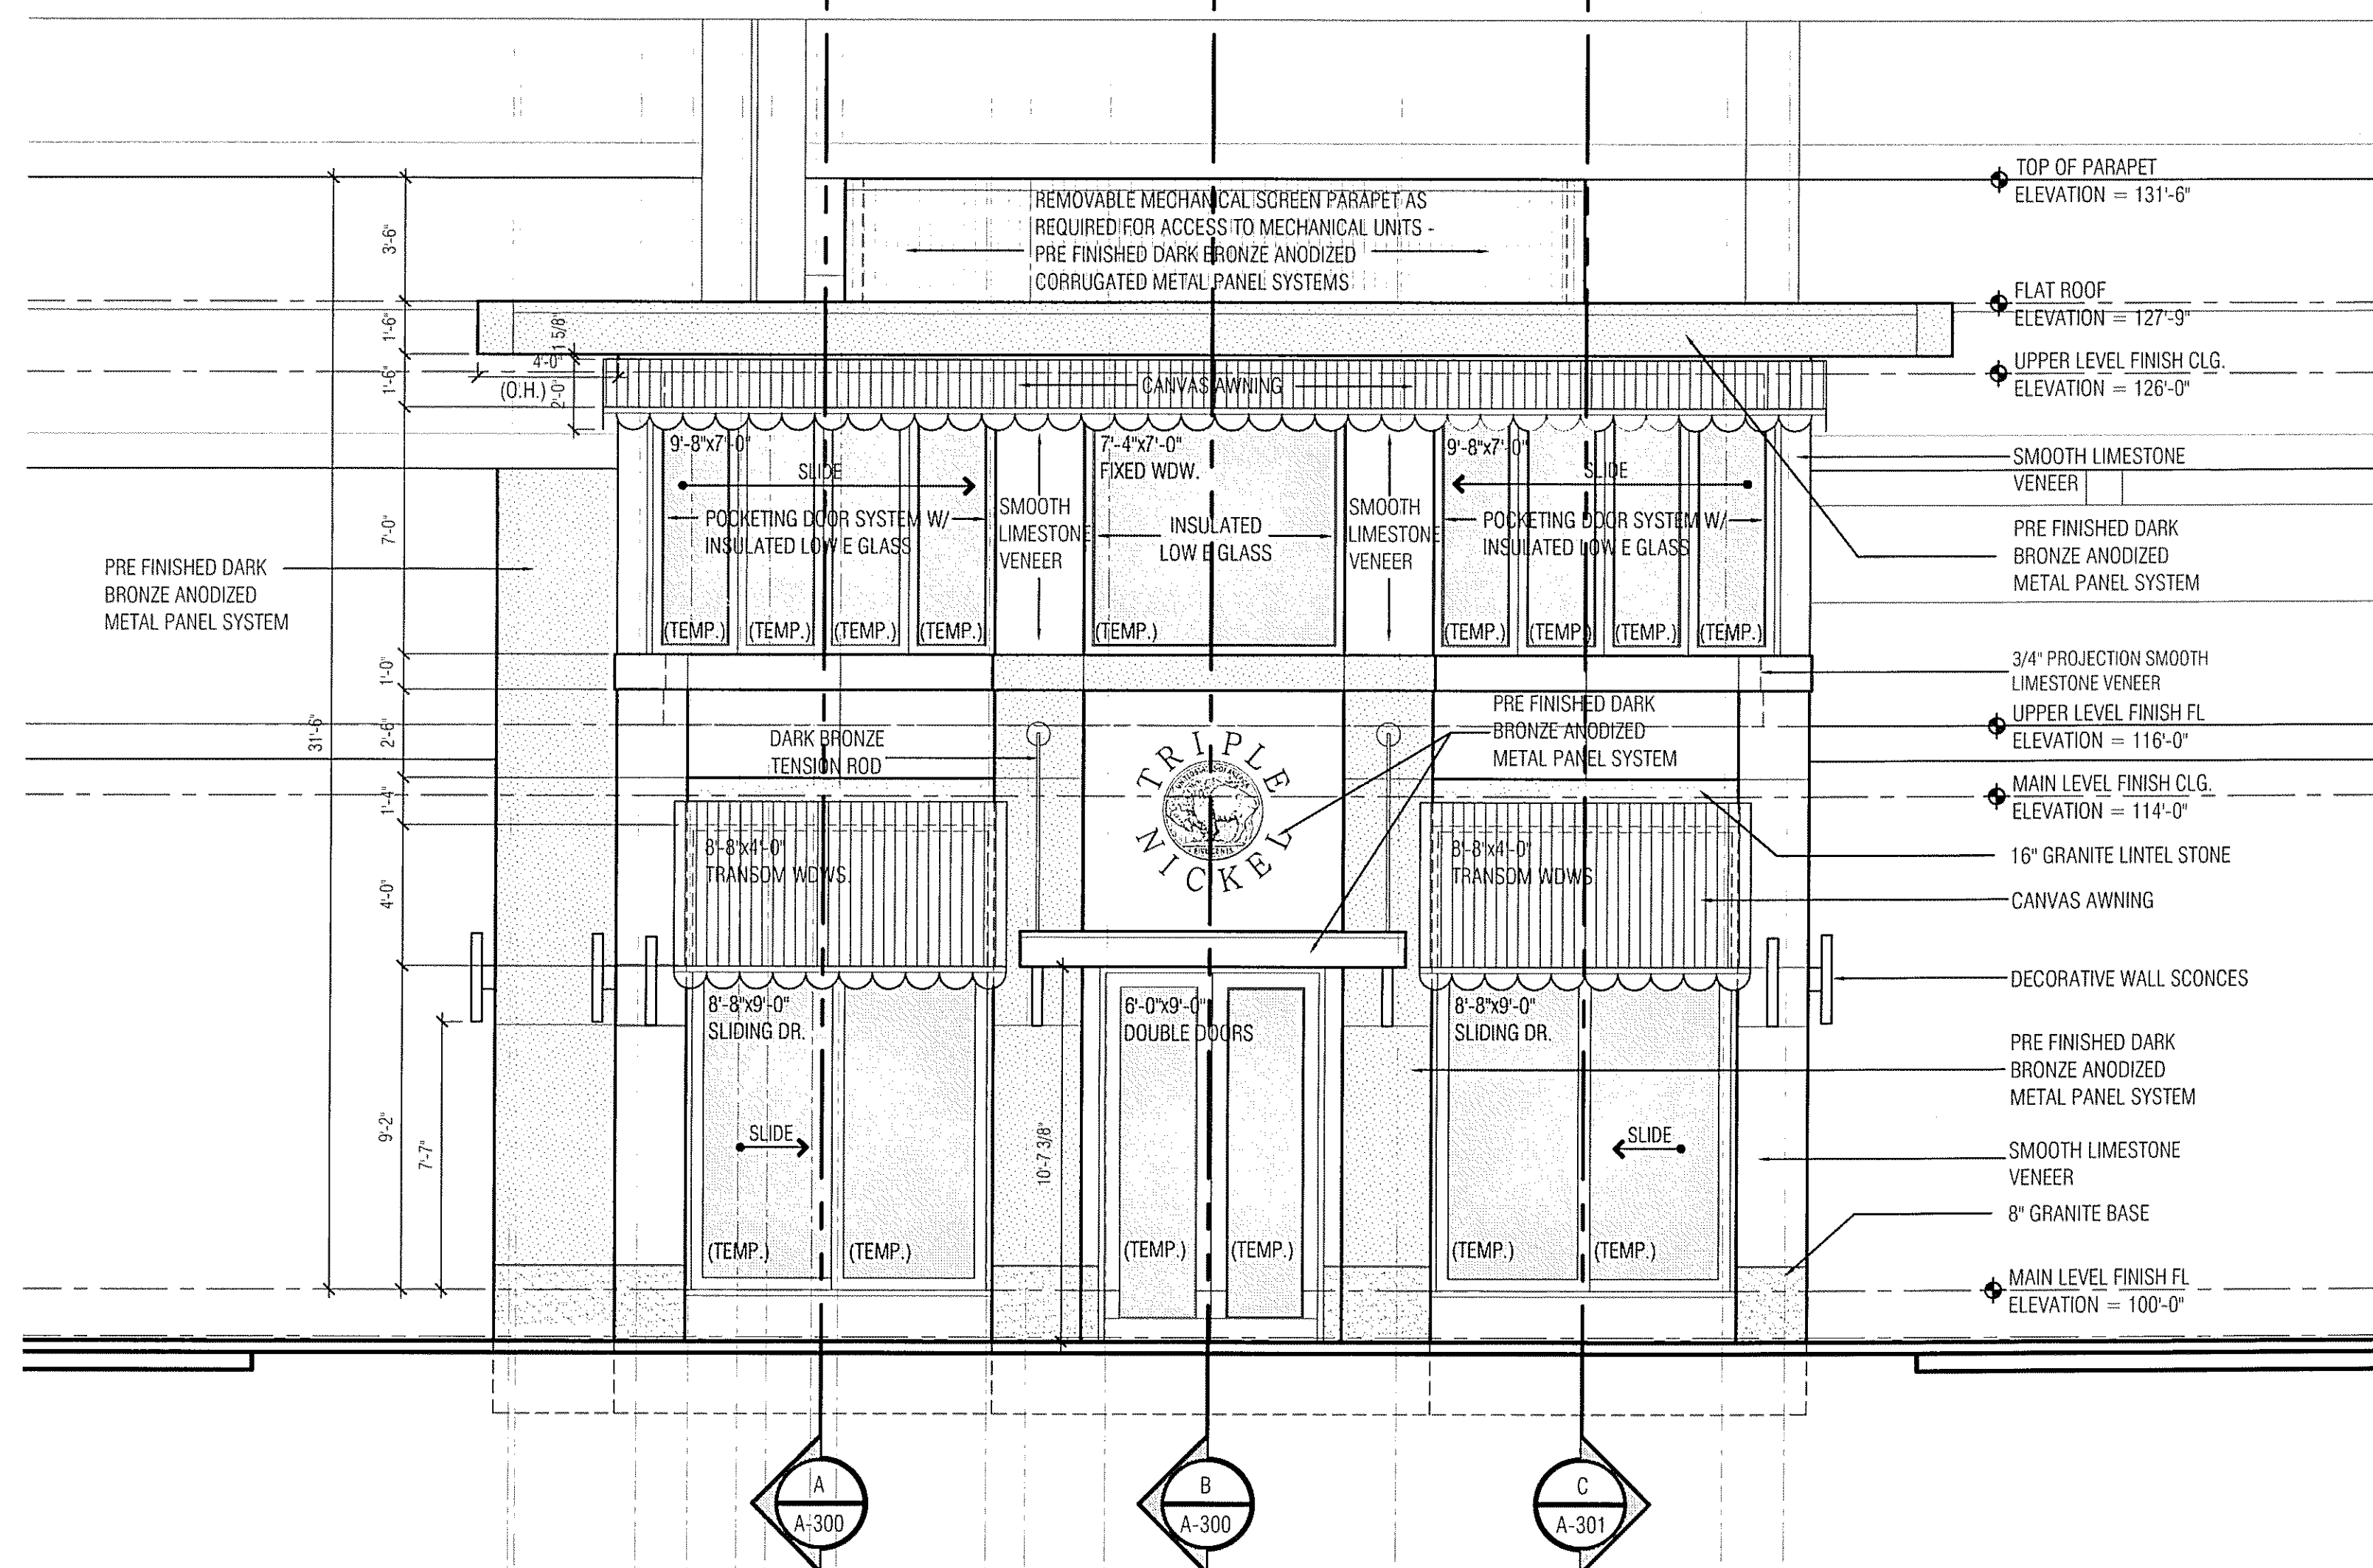 REMOVABLE MECHANICAL SCREEN PARAPET AS
REQUIRED FOR ACCESS TO MECHANICAL UNITS -
PRE FINISHED DARK BRONZE ANODIZED
CORRUGATED METAL PANEL SYSTEMS
TOP OF PARAPET
ELEVATION = 131'-6"
FLAT ROOF
ELEVATION = 127'-9"
UPPER LEVEL FINISH CLG.
ELEVATION = 126'-0"
SMOOTH LIMESTONE
VENEER
PRE FINISHED DARK
BRONZE ANODIZED
METAL PANEL SYSTEM
3/4" PROJECTION SMOOTH
LIMESTONE VENEER
UPPER LEVEL FINISH FL
ELEVATION = 116'-0"
MAIN LEVEL FINISH CLG.
ELEVATION = 114'-0"
16" GRANITE LINTEL STONE
CANVAS AWNING
DECORATIVE WALL SCONCES
PRE FINISHED DARK
BRONZE ANODIZED
METAL PANEL SYSTEM
SMOOTH LIMESTONE
VENEER
8" GRANITE BASE
MAIN LEVEL FINISH FL
ELEVATION = 100'-0"
3'-6"
1'-6"
1'-6"
7'-0"
1'-0"
2'-6"
1'-4"
4'-0"
9'-2"
7'-7"
31'-6"
1 5/8"
4'-0"
(O.H.)
2'-0"
CANVAS AWNING
9'-8"x7'-0"
SLIDE
POCKETING DOOR SYSTEM W/
INSULATED LOW E GLASS
(TEMP.) (TEMP.) (TEMP.) (TEMP.)
SMOOTH
LIMESTONE
VENEER
7'-4"x7'-0"
FIXED WDW.
INSULATED
LOW E GLASS
(TEMP.)
SMOOTH
LIMESTONE
VENEER
9'-8"x7'-0"
SLIDE
POCKETING DOOR SYSTEM W/
INSULATED LOW E GLASS
(TEMP.) (TEMP.) (TEMP.) (TEMP.)
PRE FINISHED DARK
BRONZE ANODIZED
METAL PANEL SYSTEM
DARK BRONZE
TENSION ROD
TRIPLE
NICKEL
PRE FINISHED DARK
BRONZE ANODIZED
METAL PANEL SYSTEM
8'-8"x4'-0"
TRANSOM WDWS.
8'-8"x4'-0"
TRANSOM WDWS.
8'-8"x9'-0"
SLIDING DR.
SLIDE
(TEMP.) (TEMP.)
10'-7 3/8"
6'-0"x9'-0"
DOUBLE DOORS
(TEMP.) (TEMP.)
8'-8"x9'-0"
SLIDING DR.
SLIDE
(TEMP.) (TEMP.)
A
A-300
B
A-300
C
A-301